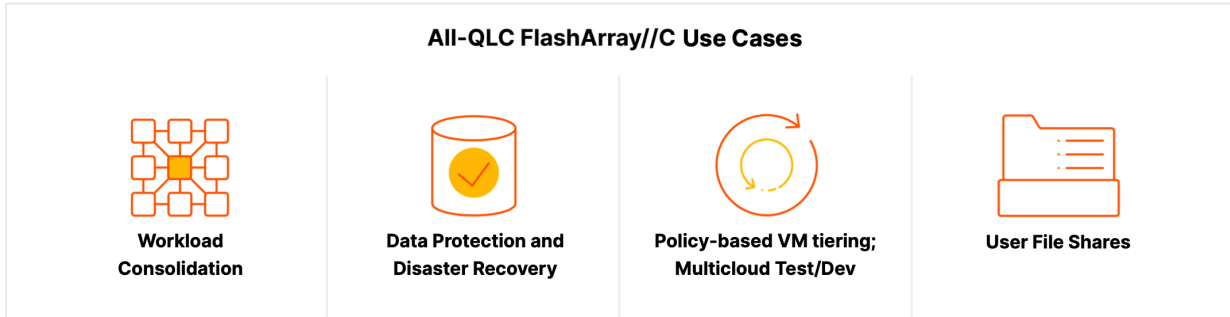 All-QLC FlashArray//C Use Cases
Workload
Consolidation
Data Protection and
Disaster Recovery
Policy-based VM tiering;
Multicloud Test/Dev
User File Shares